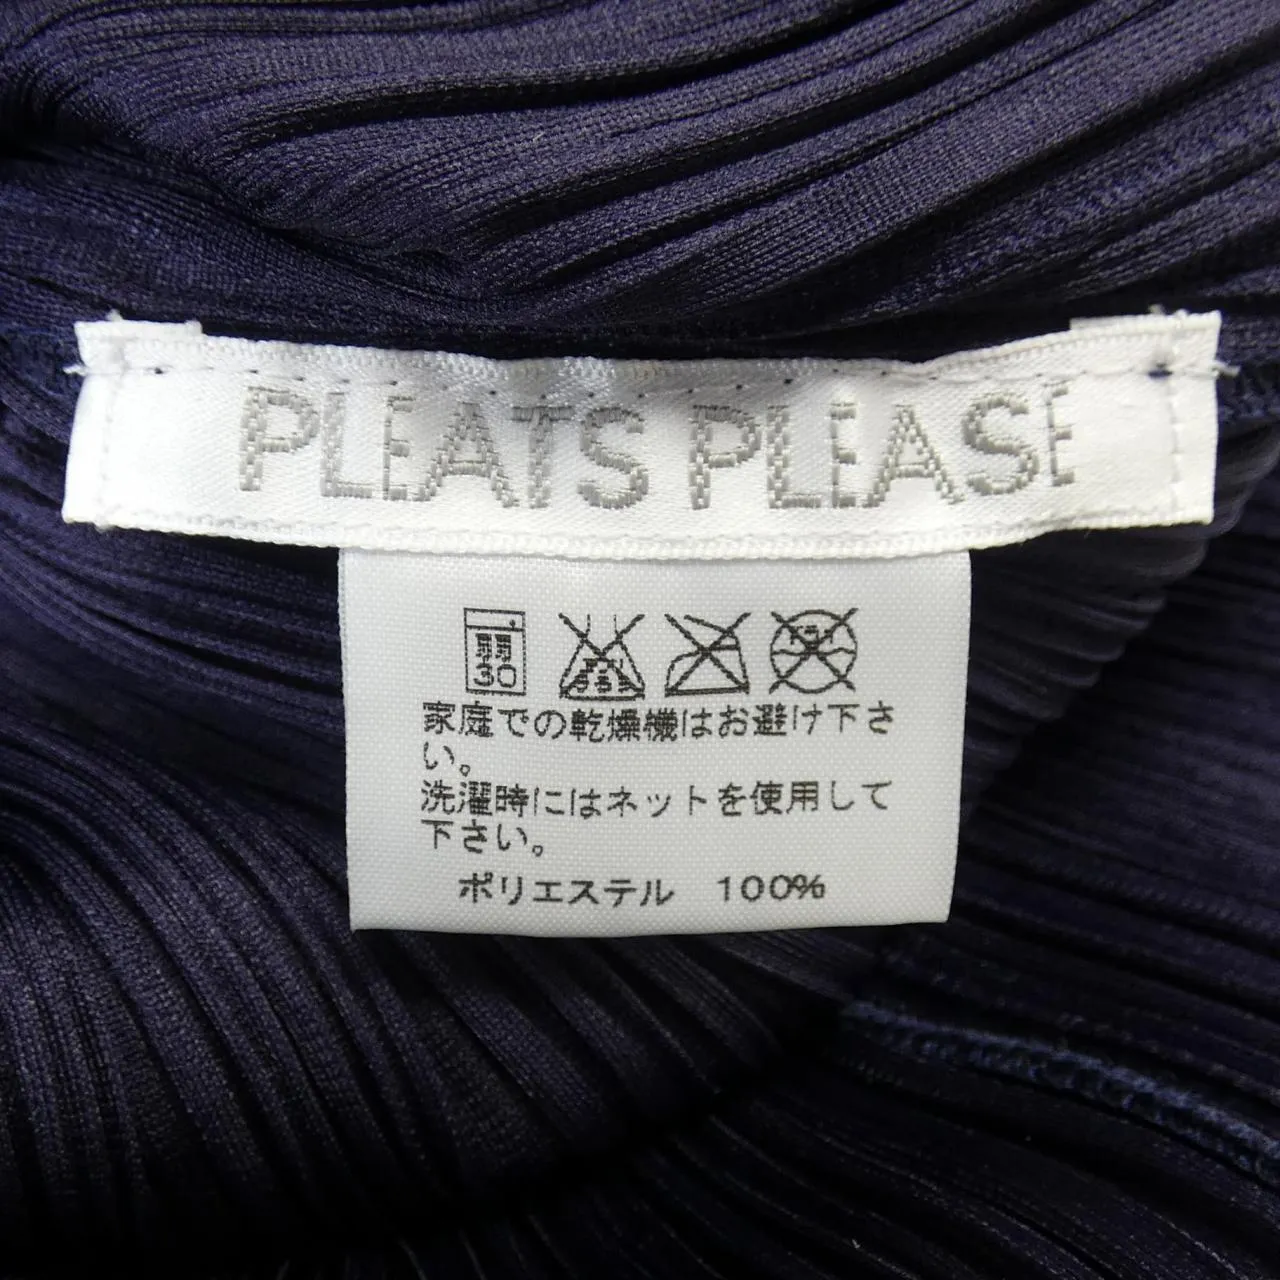 PLEATS PLEASE
弱
30
家庭での乾燥機はお避け下さ
い。
洗濯時にはネットを使用して
下さい。
ポリエステル 100%